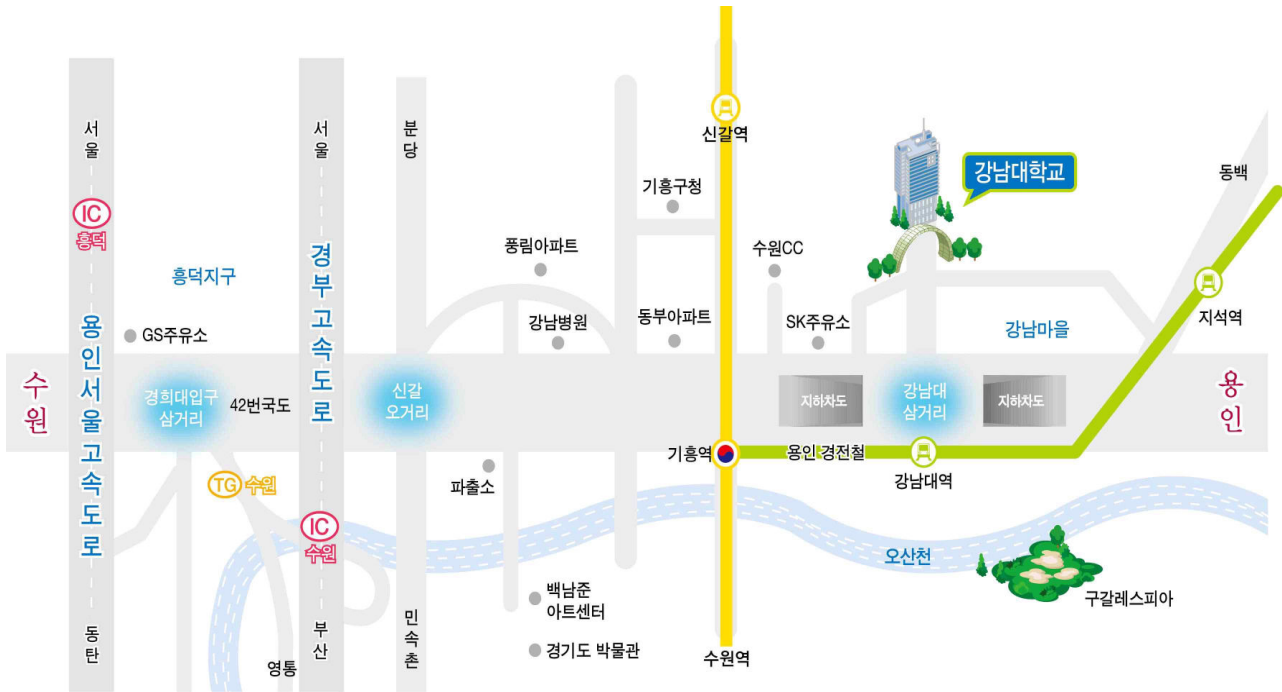 서울
서울
분당
신갈역
강남대학교
동백
기흥구청
IC
흥덕
풍림아파트
수원CC
흥덕지구
경부고속도로
강남병원
동부아파트
SK주유소
강남마을
지석역
GS주유소
용인서울고속도로
수원
경희대입구
삼거리
42번국도
신갈
오거리
지하차도
강남대
삼거리
지하차도
용인
기흥역
용인 경전철
강남대역
TG 수원
파출소
IC
수원
오산천
구갈레스피아
백남준
아트센터
경기도 박물관
동탄
영통
부산
민속촌
수원역